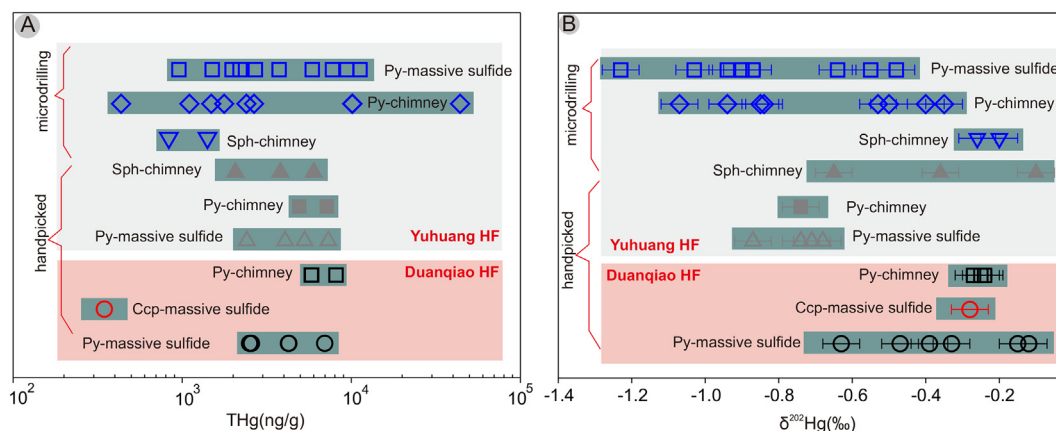 A
microdrilling
handpicked
Py-massive sulfide
Py-chimney
Sph-chimney
Sph-chimney
Py-chimney
Py-massive sulfide
Yuhuang HF
Duanqiao HF
Py-chimney
Ccp-massive sulfide
Py-massive sulfide
10² 10³ 10⁴ 10⁵
THg(ng/g)
B
microdrilling
handpicked
Py-massive sulfide
Py-chimney
Sph-chimney
Sph-chimney
Py-chimney
Py-massive sulfide
Yuhuang HF
Duanqiao HF
Py-chimney
Ccp-massive sulfide
Py-massive sulfide
-1.4 -1.2 -1.0 -0.8 -0.6 -0.4 -0.2
δ²⁰²Hg(‰)